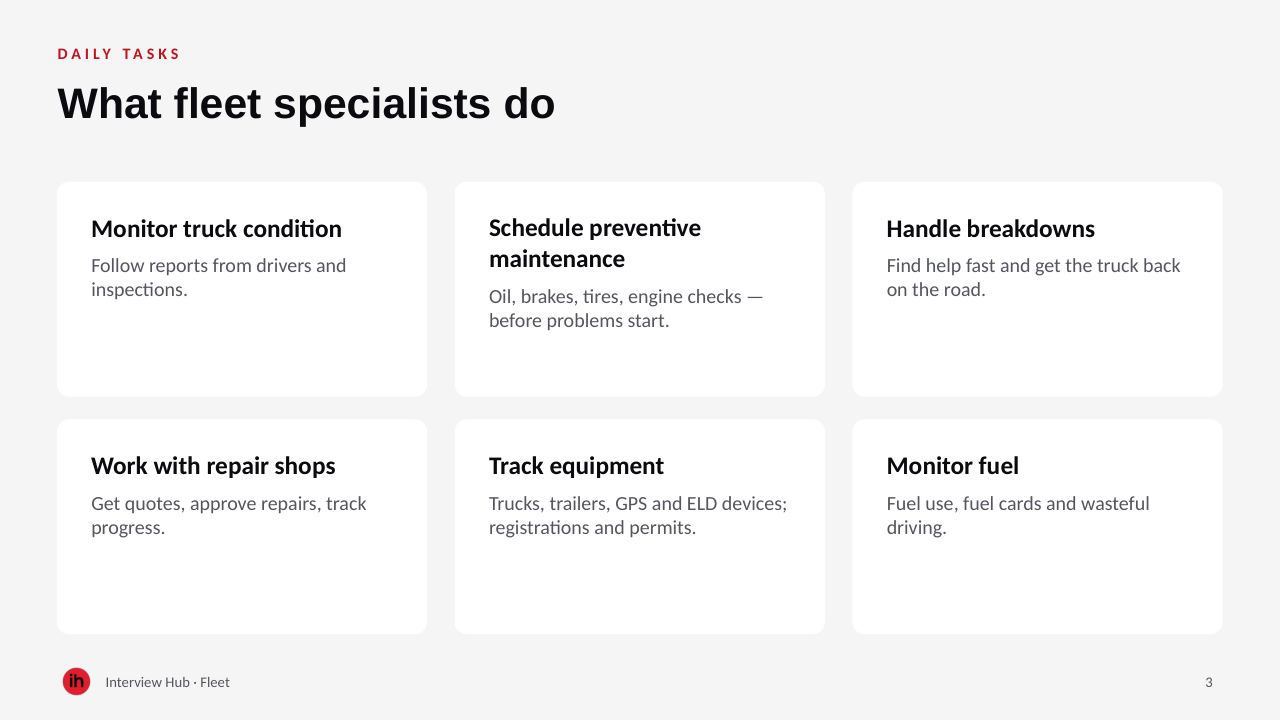 DAILY TASKS
What fleet specialists do
Monitor truck condition
Follow reports from drivers and
inspections.
Schedule preventive
maintenance
Oil, brakes, tires, engine checks —
before problems start.
Handle breakdowns
Find help fast and get the truck back
on the road.
Work with repair shops
Get quotes, approve repairs, track
progress.
Track equipment
Trucks, trailers, GPS and ELD devices;
registrations and permits.
Monitor fuel
Fuel use, fuel cards and wasteful
driving.
ih
Interview Hub · Fleet
3